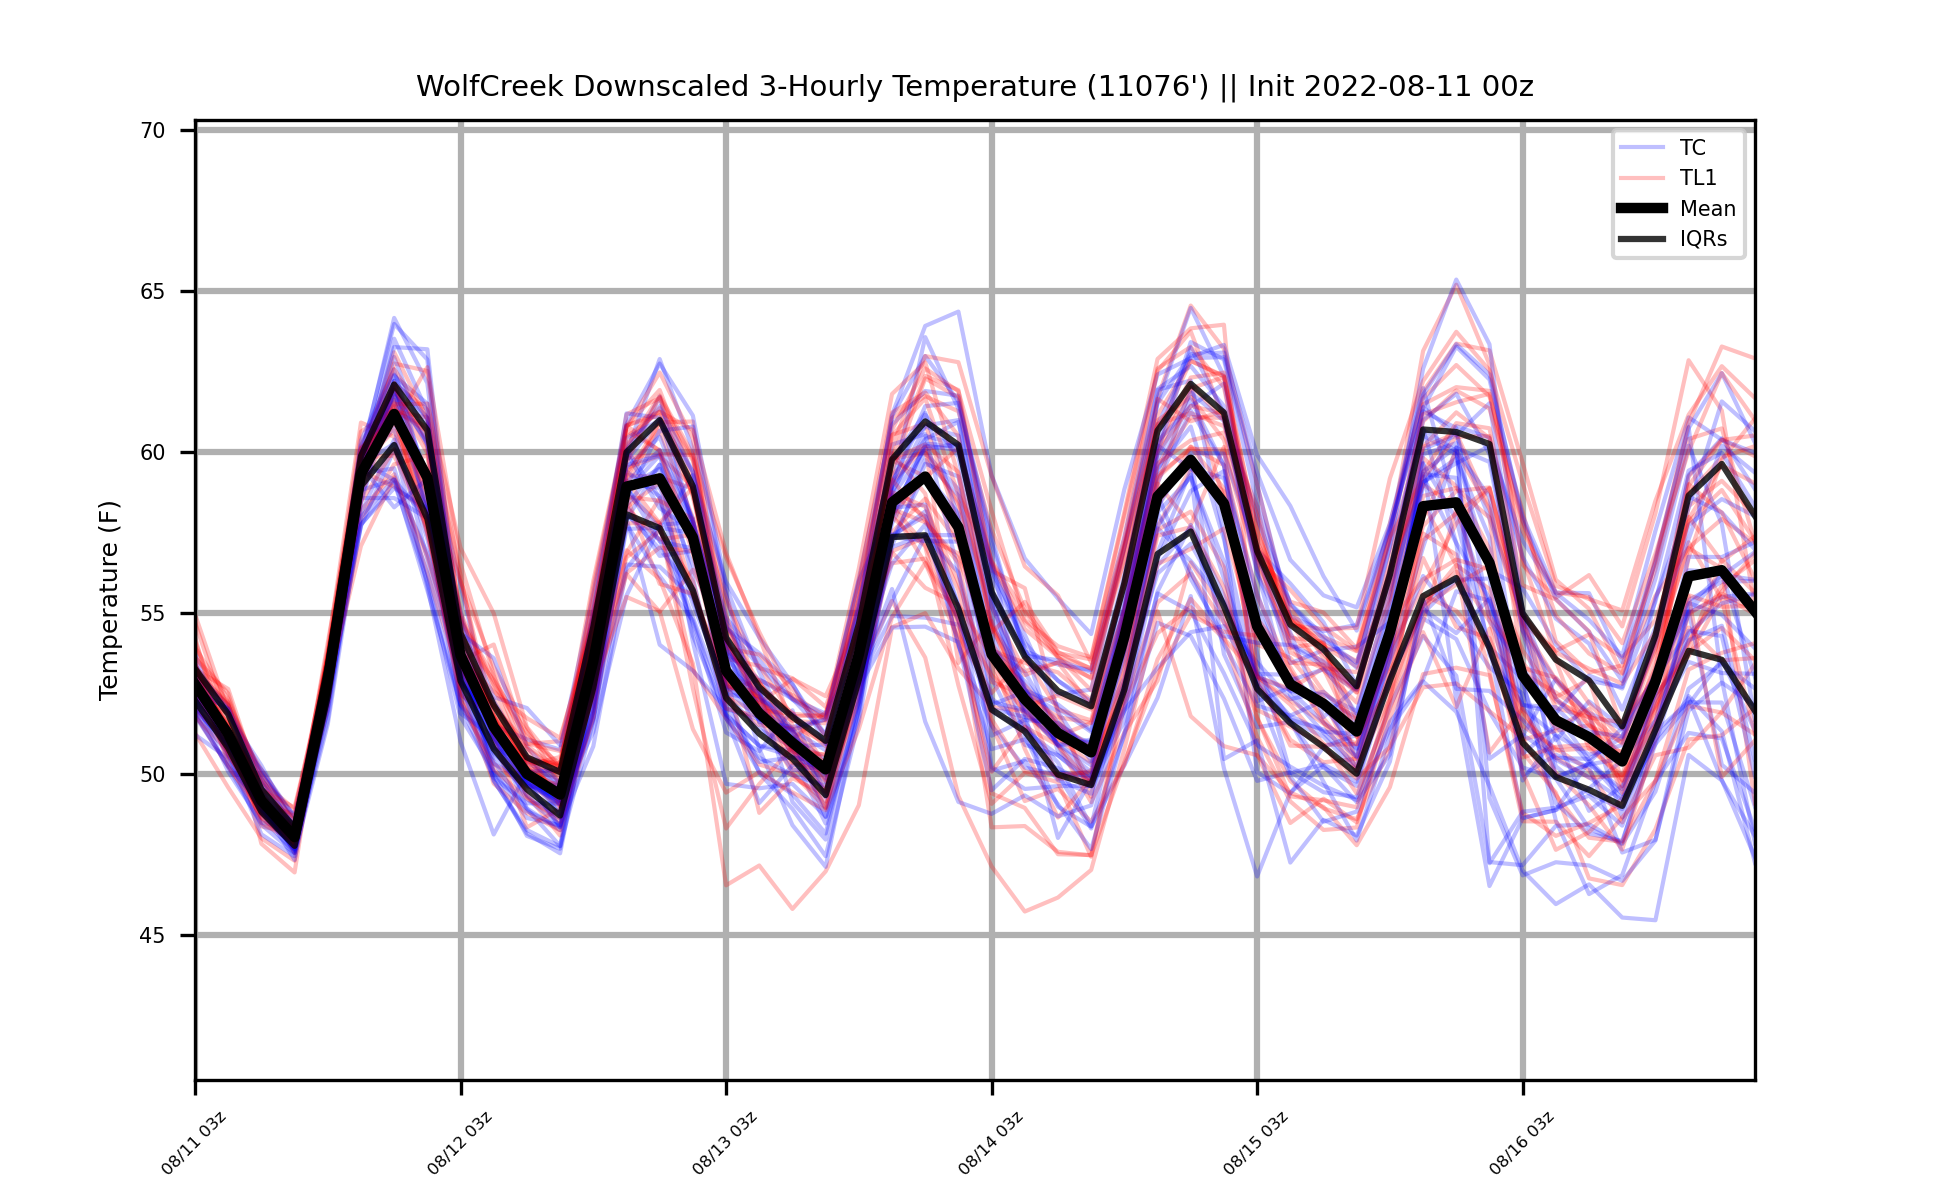 WolfCreek Downscaled 3-Hourly Temperature (11076') || Init 2022-08-11 00z
TC
TL1
Mean
IQRs
Temperature (F)
70
65
60
55
50
45
08/11 03z
08/12 03z
08/13 03z
08/14 03z
08/15 03z
08/16 03z